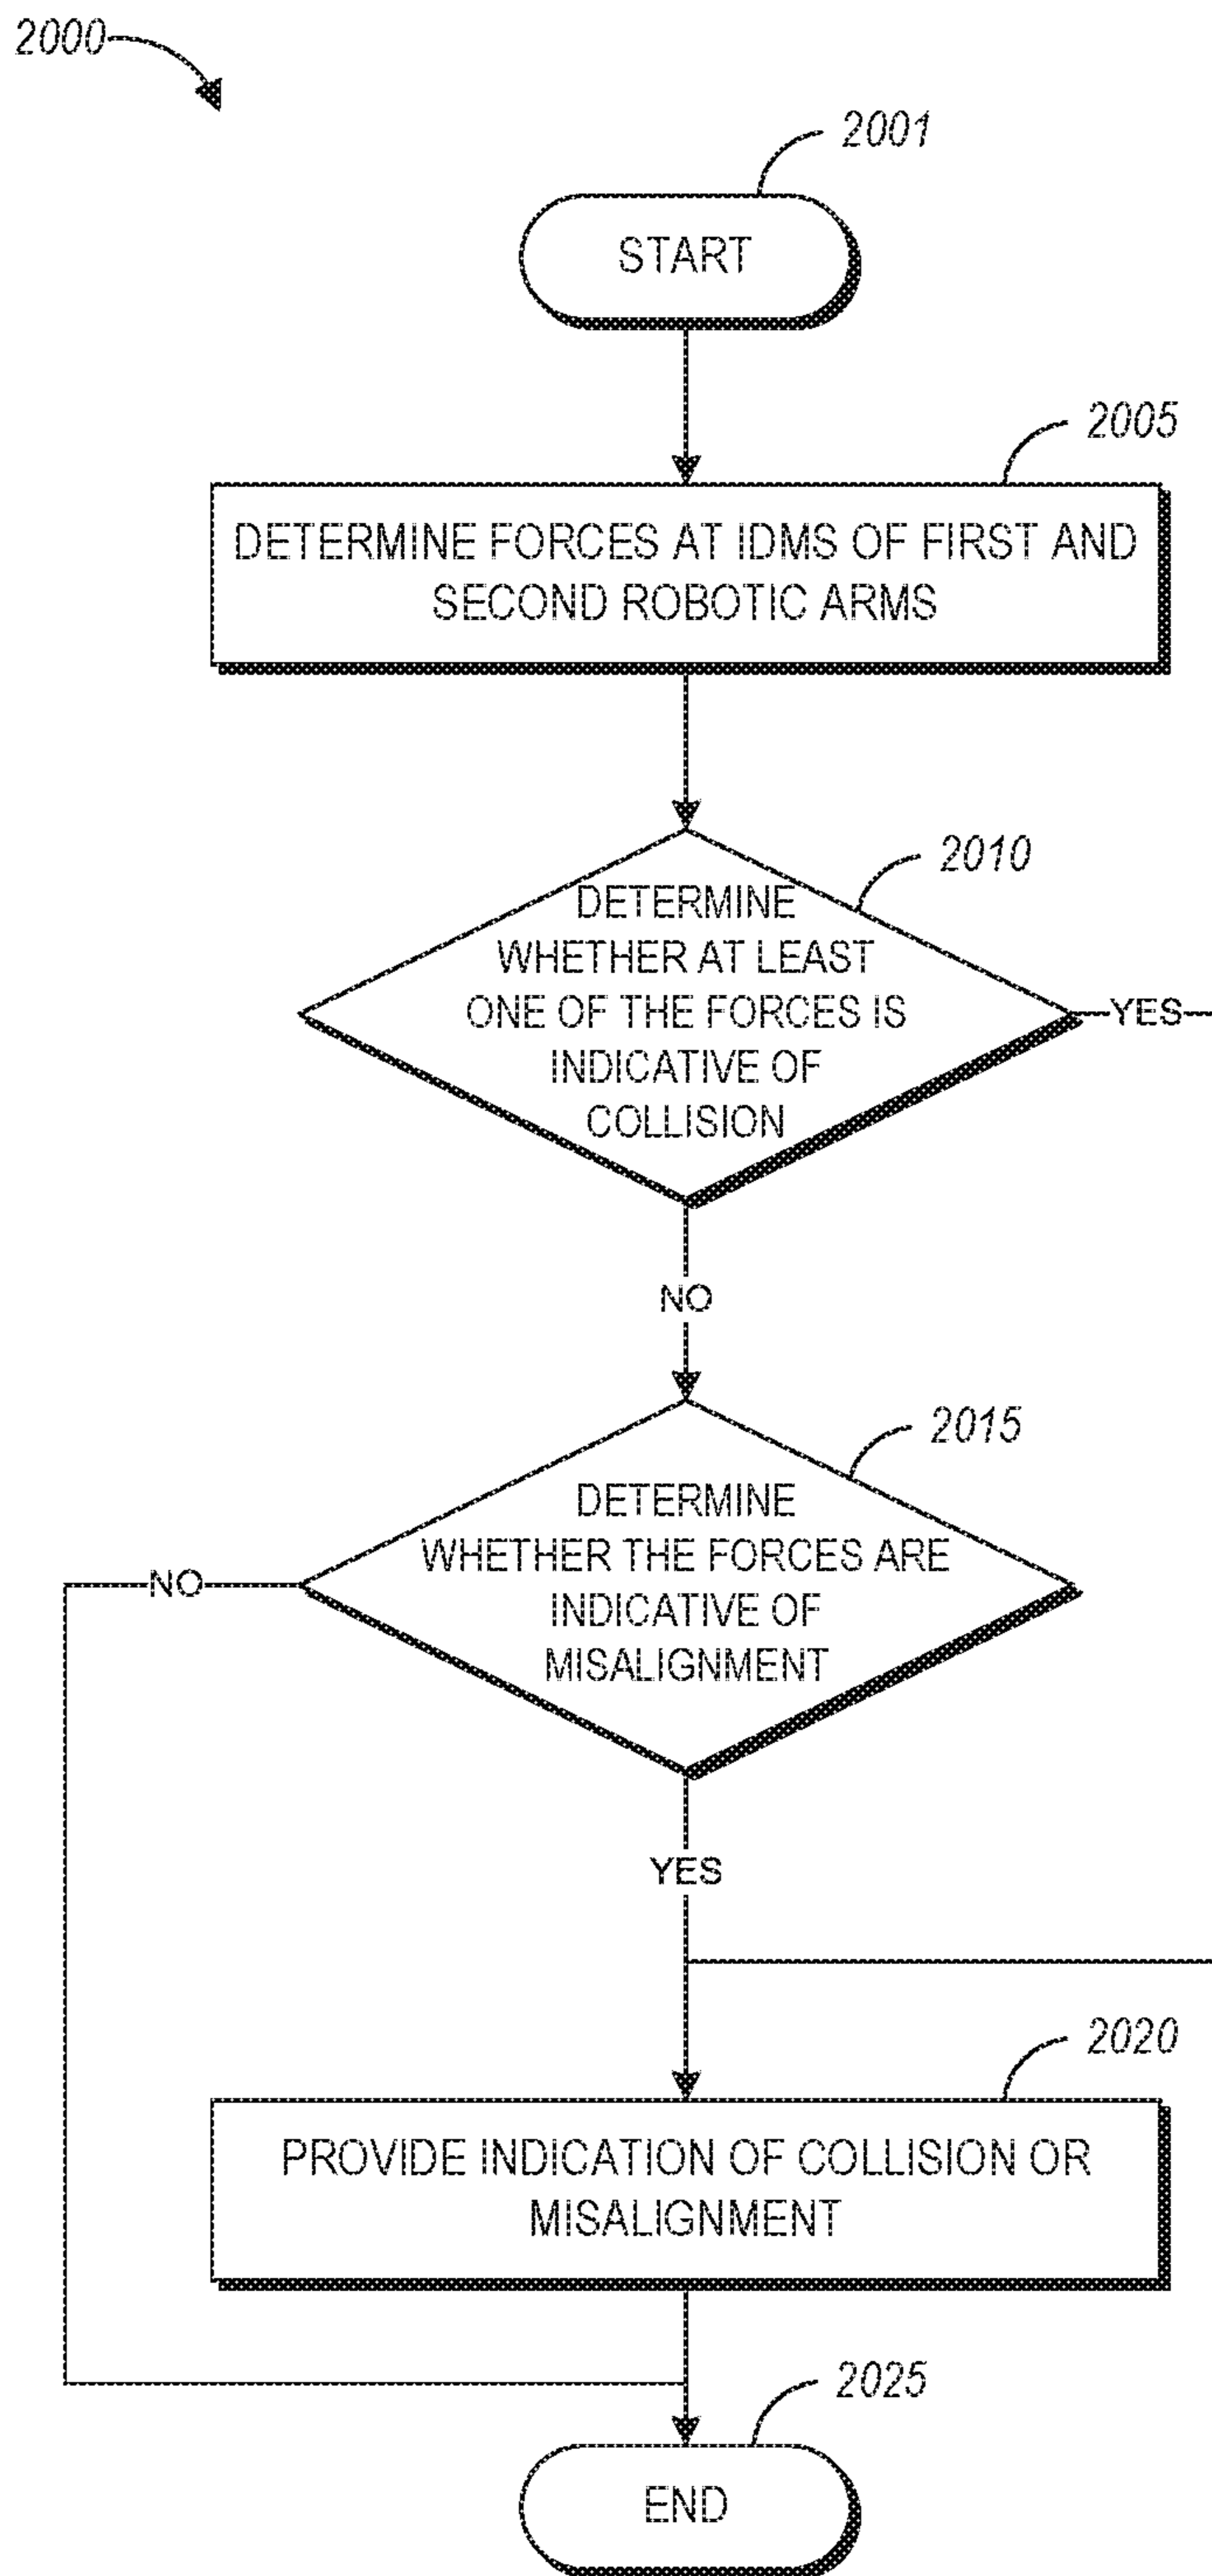 2000
2001
START
2005
DETERMINE FORCES AT IDMS OF FIRST AND
SECOND ROBOTIC ARMS
2010
DETERMINE
WHETHER AT LEAST
ONE OF THE FORCES IS
INDICATIVE OF
COLLISION
YES
NO
2015
DETERMINE
WHETHER THE FORCES ARE
INDICATIVE OF
MISALIGNMENT
NO
YES
2020
PROVIDE INDICATION OF COLLISION OR
MISALIGNMENT
2025
END